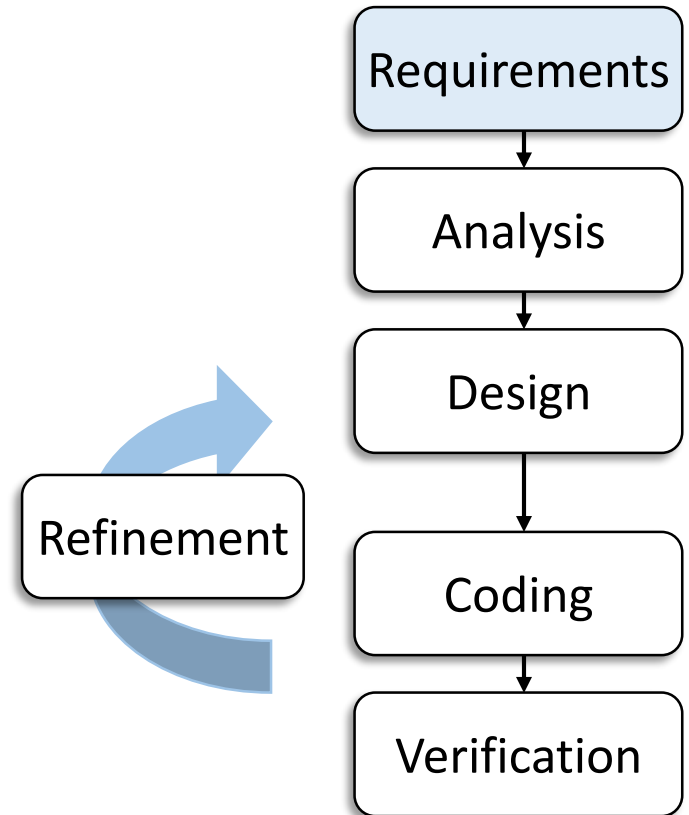 Requirements
Analysis
Design
Refinement
Coding
Verification